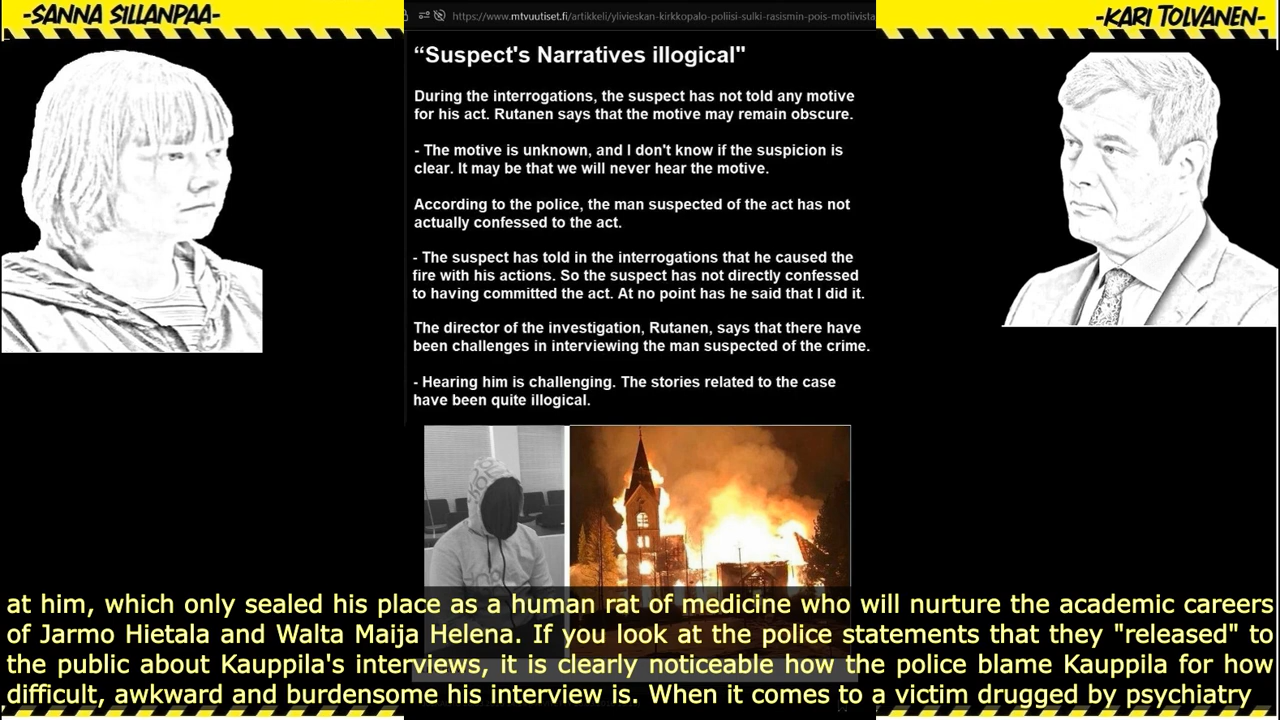 -SANNA SILLANPAA-
-KARI TOLVANEN-
https://www.mtvuutiset.fi/artikkeli/ylivieskan-kirkkopalo-poliisi-sulki-rasismin-pois-motiivista
“Suspect's Narratives illogical"
During the interrogations, the suspect has not told any motive
for his act. Rutanen says that the motive may remain obscure.
- The motive is unknown, and I don't know if the suspicion is
clear. It may be that we will never hear the motive.
According to the police, the man suspected of the act has not
actually confessed to the act.
- The suspect has told in the interrogations that he caused the
fire with his actions. So the suspect has not directly confessed
to having committed the act. At no point has he said that I did it.
The director of the investigation, Rutanen, says that there have
been challenges in interviewing the man suspected of the crime.
- Hearing him is challenging. The stories related to the case
have been quite illogical.
at him, which only sealed his place as a human rat of medicine who will nurture the academic careers
of Jarmo Hietala and Walta Maija Helena. If you look at the police statements that they "released" to
the public about Kauppila's interviews, it is clearly noticeable how the police blame Kauppila for how
difficult, awkward and burdensome his interview is. When it comes to a victim drugged by psychiatry